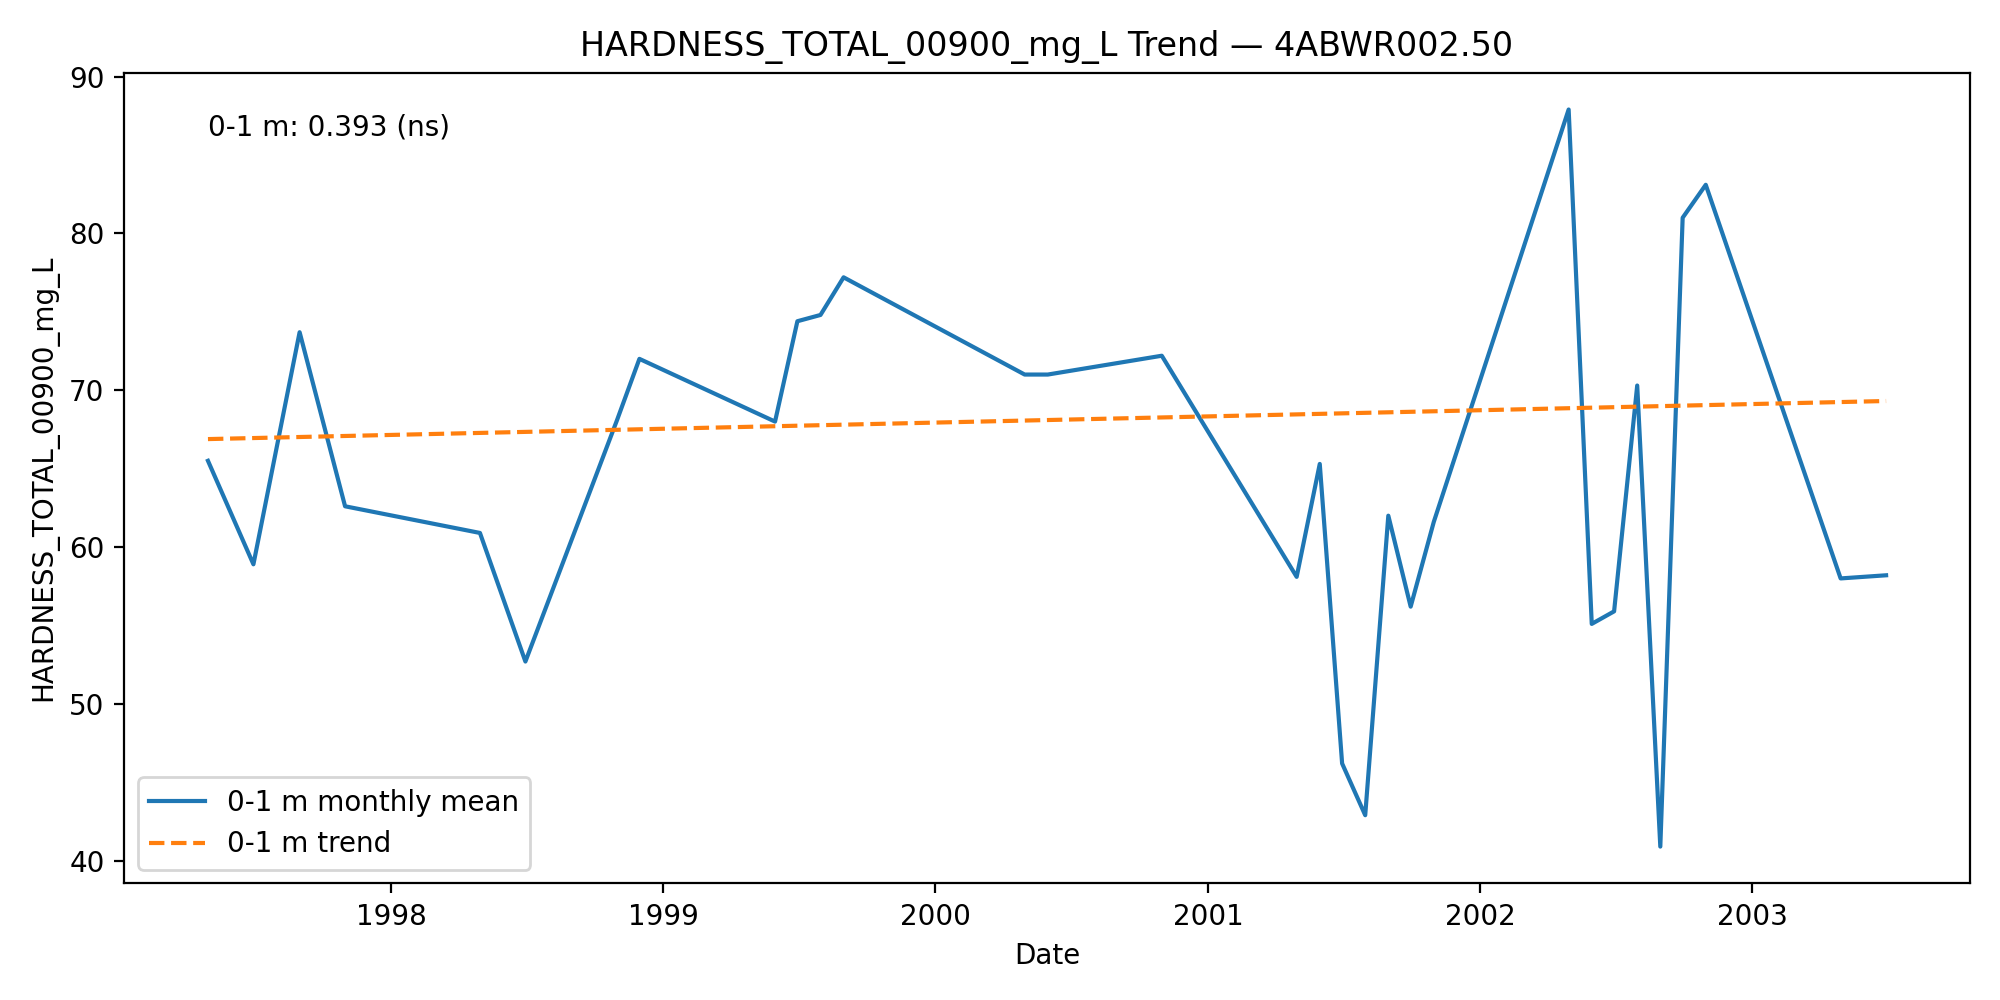 HARDNESS_TOTAL_00900_mg_L Trend — 4ABWR002.50
HARDNESS_TOTAL_00900_mg_L
90
80
70
60
50
40
0-1 m: 0.393 (ns)
0-1 m monthly mean
0-1 m trend
1998
1999
2000
2001
2002
2003
Date